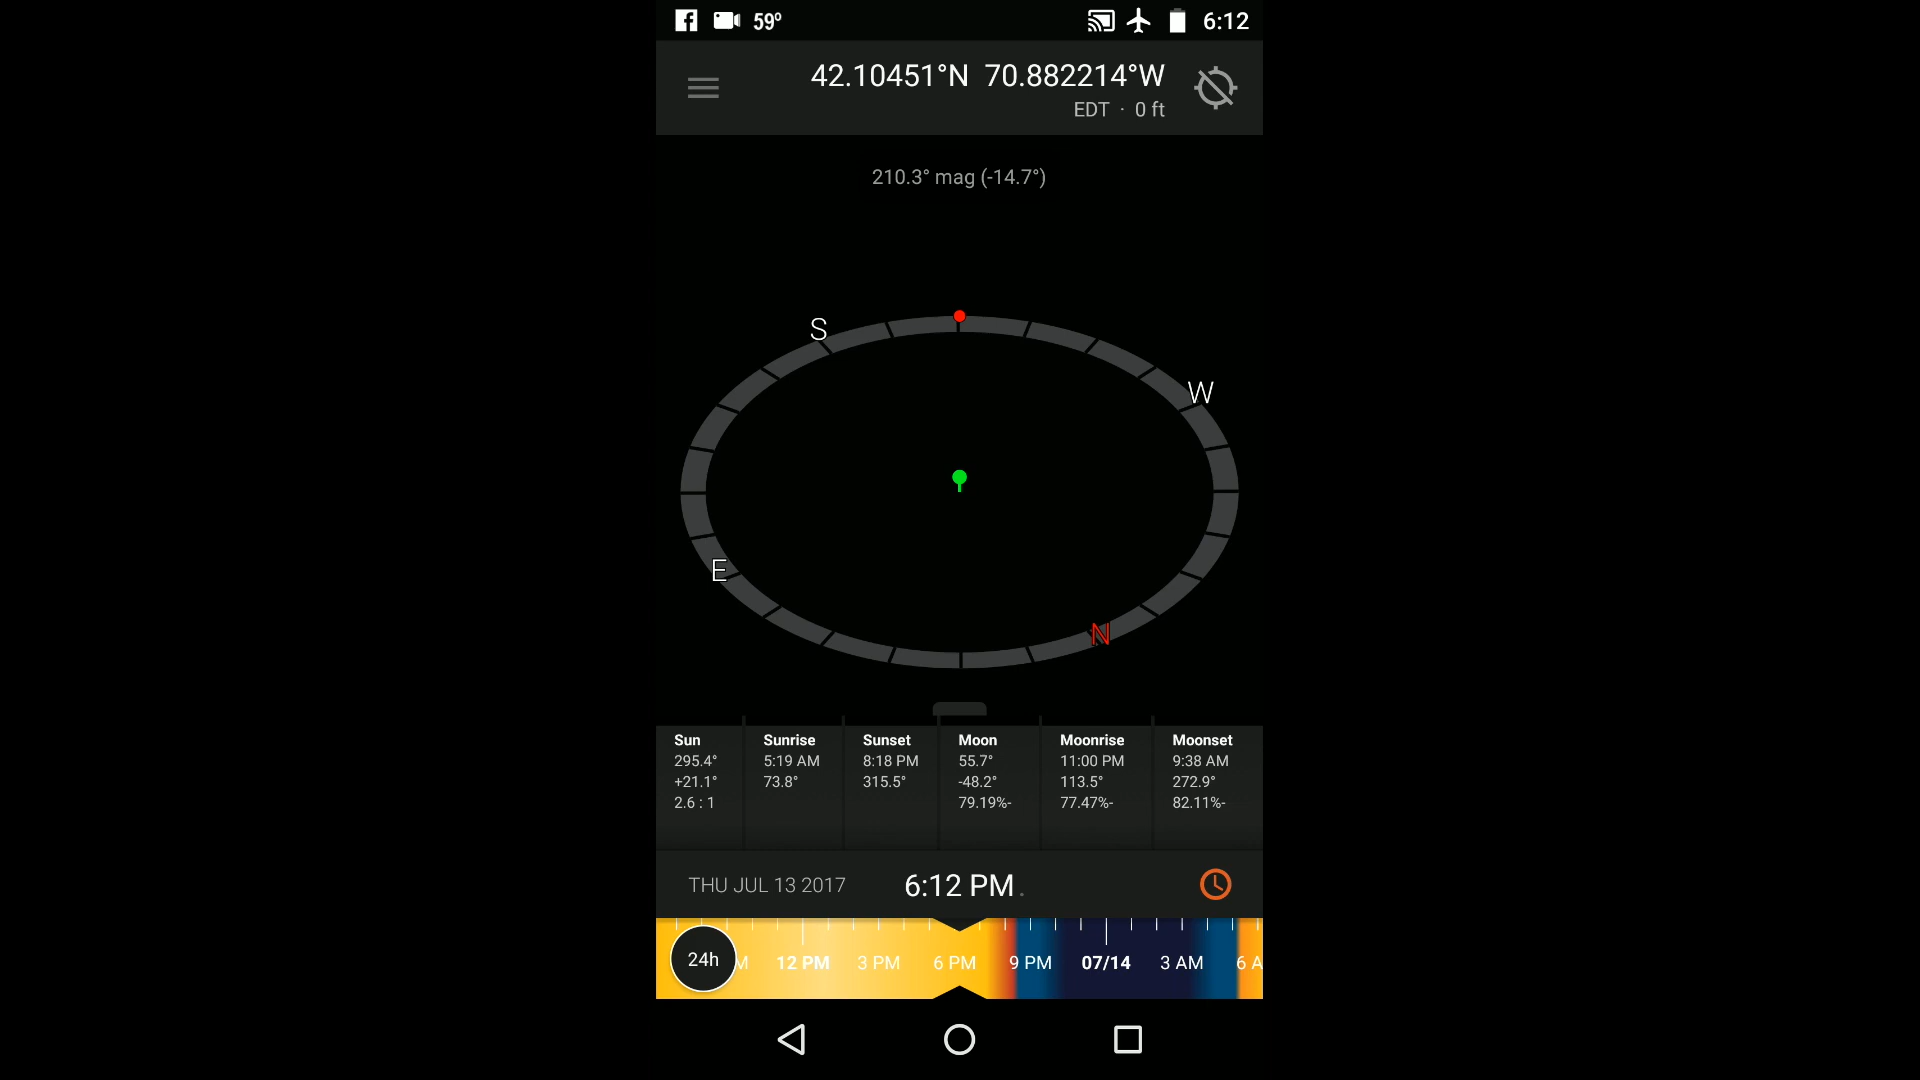 59° 6:12
42.10451°N 70.882214°W
EDT · 0 ft
210.3° mag (-14.7°)
S
W
E
N
Sun Sunrise Sunset Moon Moonrise Moonset
295.4° 5:19 AM 8:18 PM 55.7° 11:00 PM 9:38 AM
+21.1° 73.8° 315.5° -48.2° 113.5° 272.9°
2.6 : 1 79.19%- 77.47%- 82.11%-
THU JUL 13 2017 6:12 PM.
24h M 12 PM 3 PM 6 PM 9 PM 07/14 3 AM 6 A